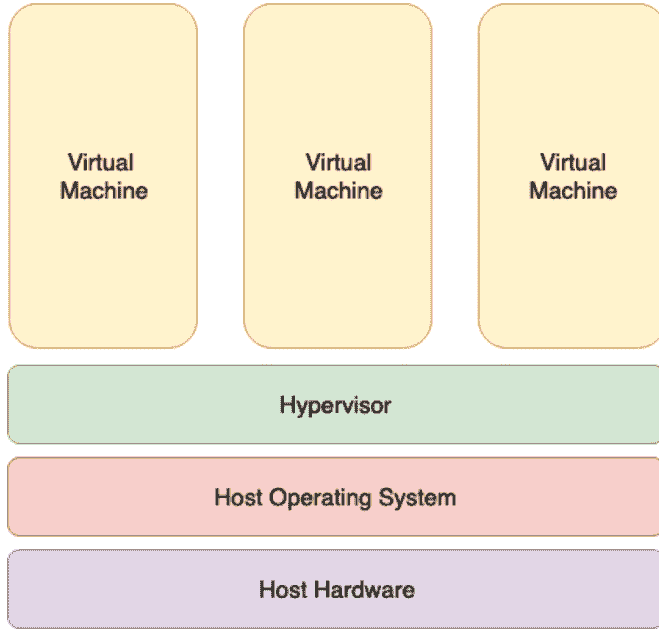 Virtual
Machine
Virtual
Machine
Virtual
Machine
Hypervisor
Host Operating System
Host Hardware